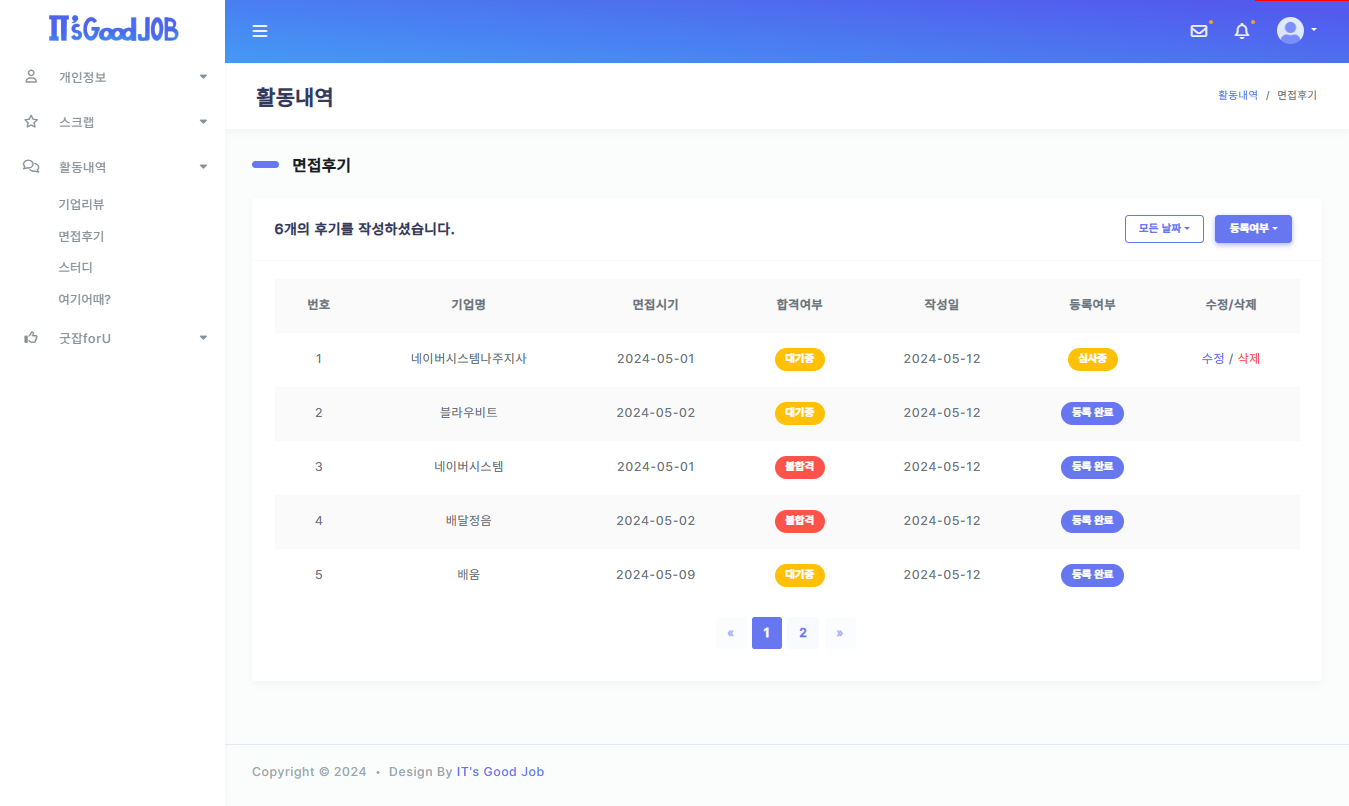 IT's Good JOB
개인정보
스크랩
활동내역
기업리뷰
면접후기
스터디
여기어때?
굿잡forU
활동내역
활동내역 / 면접후기
면접후기
6개의 후기를 작성하셨습니다.
모든 날짜
등록여부
번호 기업명 면접시기 합격여부 작성일 등록여부 수정/삭제
1 네이버시스템나주지사 2024-05-01 대기중 2024-05-12 심사중 수정 / 삭제
2 블라우비트 2024-05-02 대기중 2024-05-12 등록 완료
3 네이버시스템 2024-05-01 불합격 2024-05-12 등록 완료
4 배달정음 2024-05-02 불합격 2024-05-12 등록 완료
5 배움 2024-05-09 대기중 2024-05-12 등록 완료
« 1 2 »
Copyright © 2024 • Design By IT's Good Job